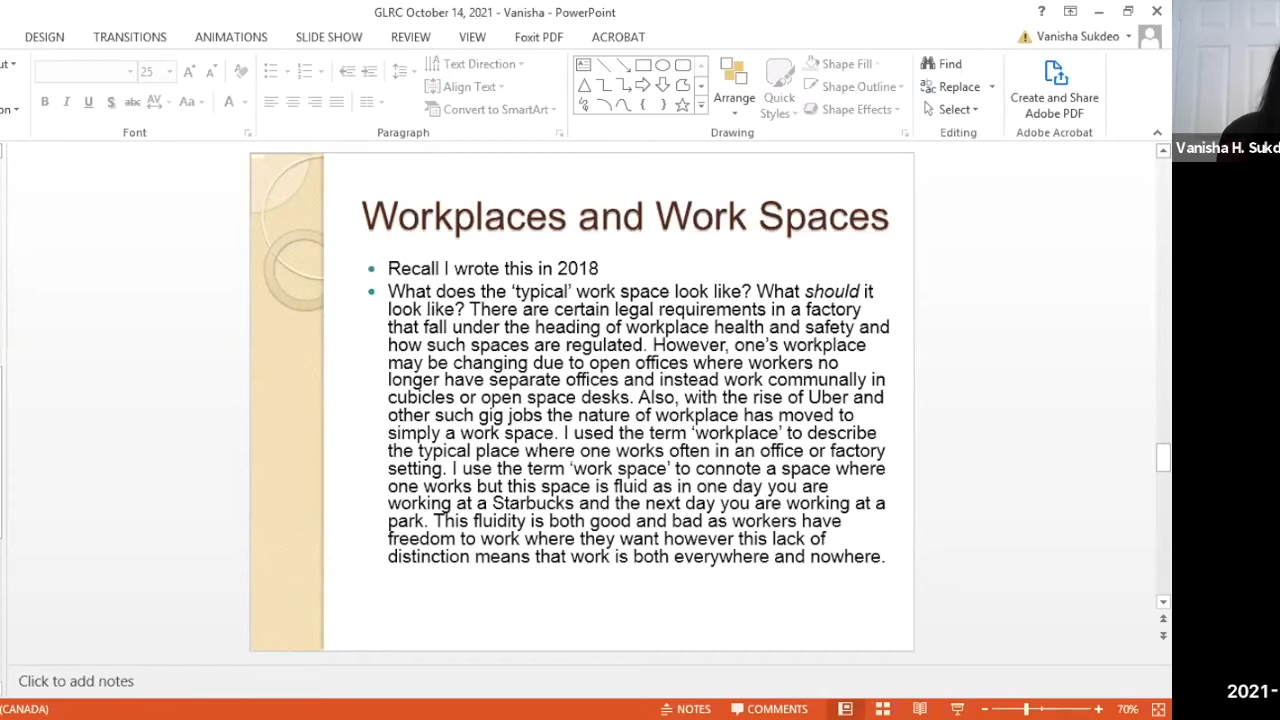 GLRC October 14, 2021 - Vanisha - PowerPoint
?
DESIGN TRANSITIONS ANIMATIONS SLIDE SHOW REVIEW VIEW Foxit PDF ACROBAT
Vanisha Sukdeo
25
B I U S abc AV Aa A
Font
Text Direction
Align Text
Convert to SmartArt
Paragraph
Arrange
Quick
Styles
Shape Fill
Shape Outline
Shape Effects
Drawing
Find
Replace
Select
Editing
Create and Share
Adobe PDF
Adobe Acrobat
Vanisha H. Sukd
Workplaces and Work Spaces
• Recall I wrote this in 2018
• What does the ‘typical’ work space look like? What should it
look like? There are certain legal requirements in a factory
that fall under the heading of workplace health and safety and
how such spaces are regulated. However, one’s workplace
may be changing due to open offices where workers no
longer have separate offices and instead work communally in
cubicles or open space desks. Also, with the rise of Uber and
other such gig jobs the nature of workplace has moved to
simply a work space. I used the term ‘workplace’ to describe
the typical place where one works often in an office or factory
setting. I use the term ‘work space’ to connote a space where
one works but this space is fluid as in one day you are
working at a Starbucks and the next day you are working at a
park. This fluidity is both good and bad as workers have
freedom to work where they want however this lack of
distinction means that work is both everywhere and nowhere.
Click to add notes
2021-
(CANADA) NOTES COMMENTS 70%